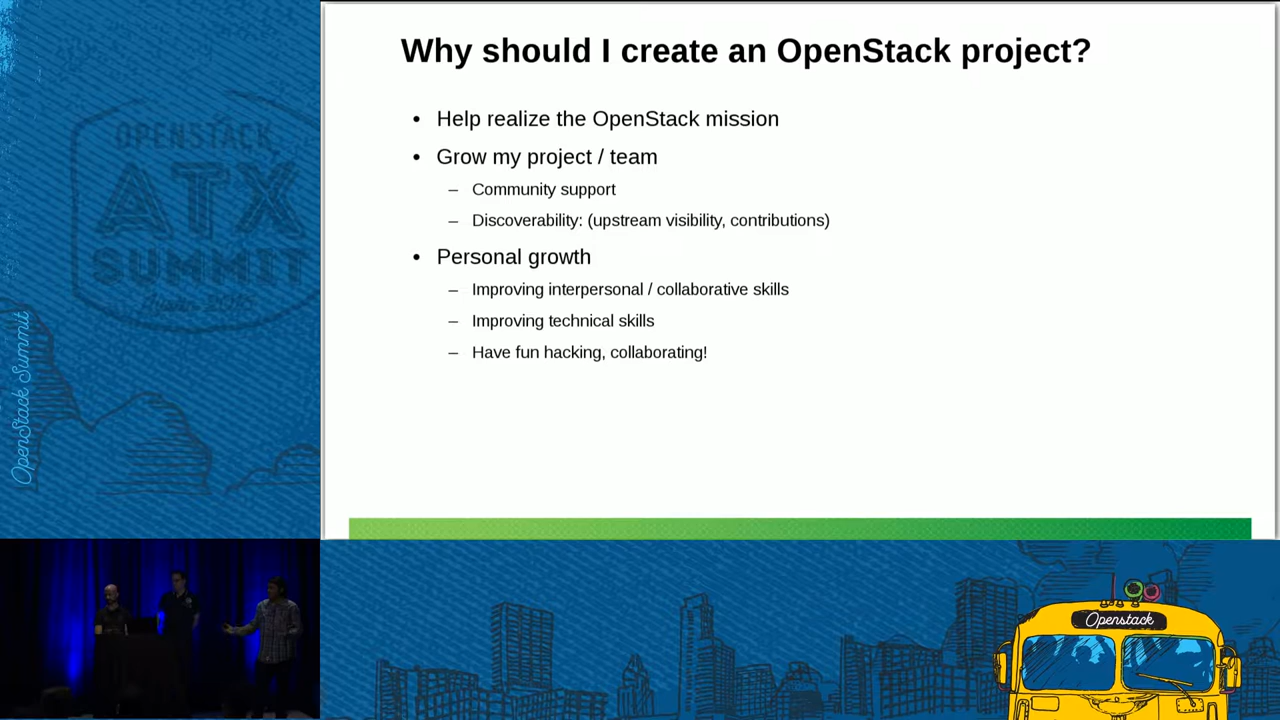 Why should I create an OpenStack project?
• Help realize the OpenStack mission
• Grow my project / team
– Community support
– Discoverability: (upstream visibility, contributions)
• Personal growth
– Improving interpersonal / collaborative skills
– Improving technical skills
– Have fun hacking, collaborating!
OPENSTACK
ATX
SUMMIT
OpenStack Summit
Openstack